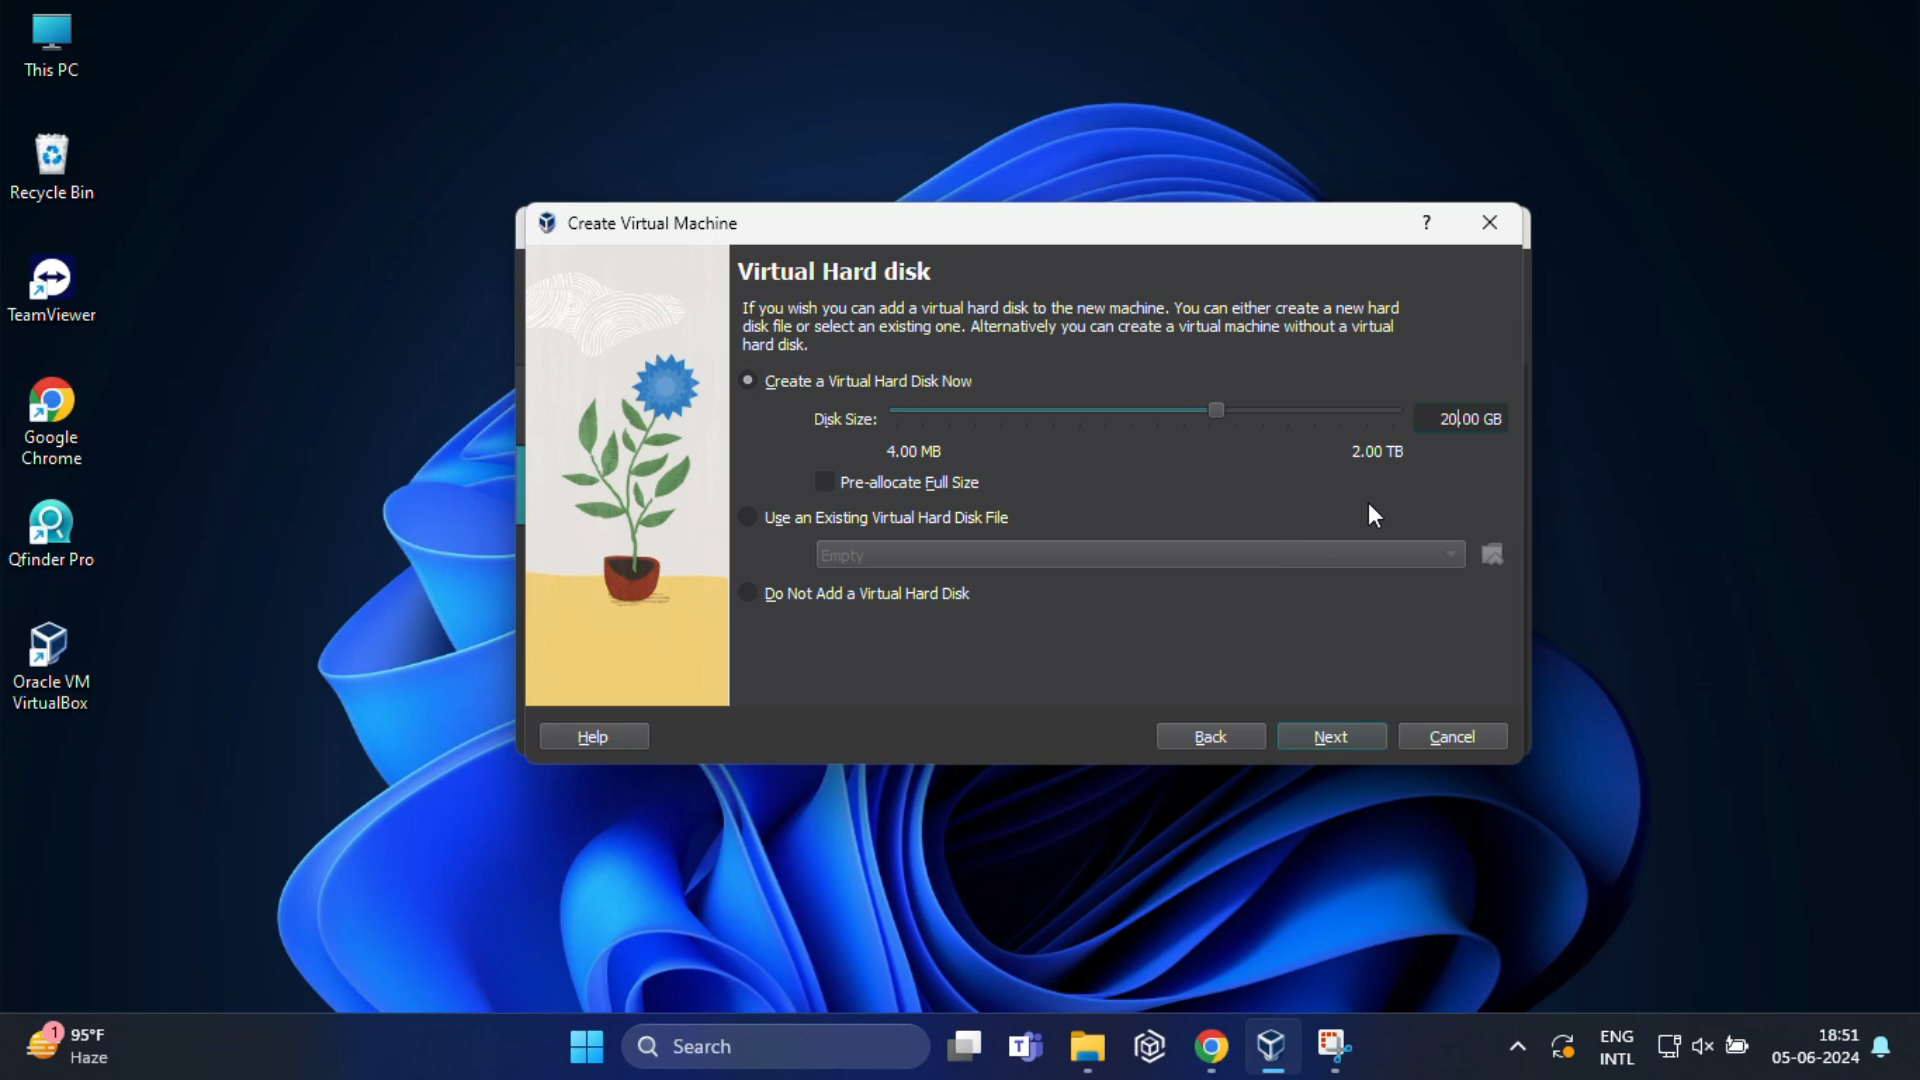 This PC
Recycle Bin
TeamViewer
Google
Chrome
Qfinder Pro
Oracle VM
VirtualBox
Create Virtual Machine
?
Virtual Hard disk
If you wish you can add a virtual hard disk to the new machine. You can either create a new hard
disk file or select an existing one. Alternatively you can create a virtual machine without a virtual
hard disk.
Create a Virtual Hard Disk Now
Disk Size:
20.00 GB
4.00 MB
2.00 TB
Pre-allocate Full Size
Use an Existing Virtual Hard Disk File
Empty
Do Not Add a Virtual Hard Disk
Help
Back
Next
Cancel
1
95°F
Haze
Search
T
ENG
INTL
18:51
05-06-2024